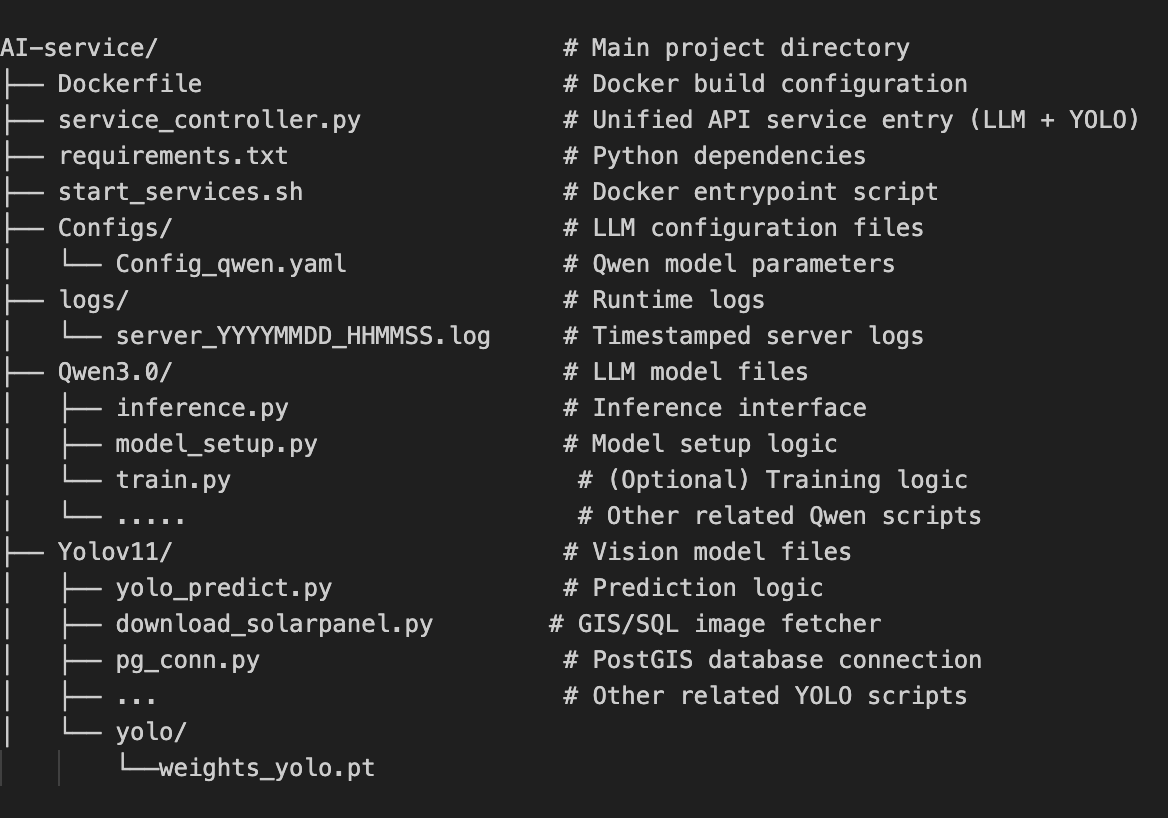 AI-service/                            # Main project directory
├── Dockerfile                         # Docker build configuration
├── service_controller.py              # Unified API service entry (LLM + YOLO)
├── requirements.txt                   # Python dependencies
├── start_services.sh                  # Docker entrypoint script
├── Configs/                           # LLM configuration files
│   └── Config_qwen.yaml               # Qwen model parameters
├── logs/                              # Runtime logs
│   └── server_YYYYMMDD_HHMMSS.log     # Timestamped server logs
├── Qwen3.0/                           # LLM model files
│   ├── inference.py                   # Inference interface
│   ├── model_setup.py                 # Model setup logic
│   └── train.py                        # (Optional) Training logic
│   └── .....                           # Other related Qwen scripts
├── Yolov11/                           # Vision model files
│   ├── yolo_predict.py                # Prediction logic
│   ├── download_solarpanel.py        # GIS/SQL image fetcher
│   ├── pg_conn.py                     # PostGIS database connection
│   ├── ...                            # Other related YOLO scripts
│   └── yolo/
        └──weights_yolo.pt